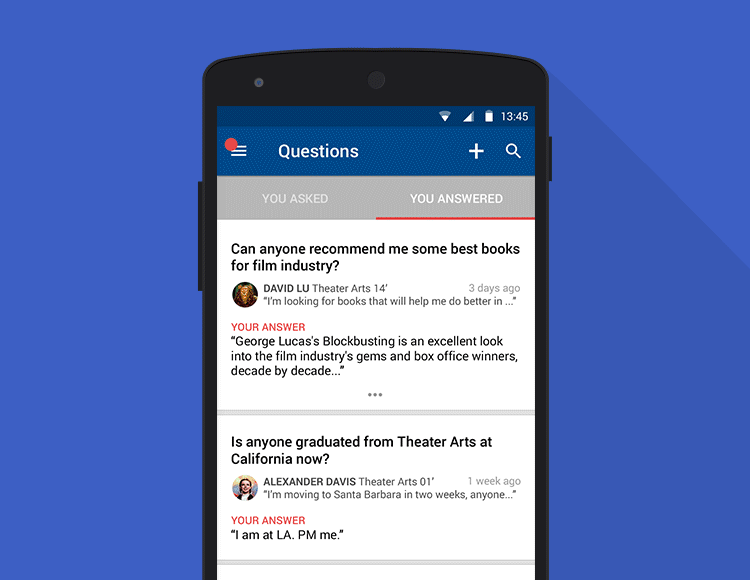 13:45
Questions
YOU ASKED
YOU ANSWERED
Can anyone recommend me some best books
for film industry?
DAVID LU Theater Arts 14’ 3 days ago
“I’m looking for books that will help me do better in ...”
YOUR ANSWER
“George Lucas's Blockbusting is an excellent look
into the film industry’s gems and box office winners,
decade by decade...”
Is anyone graduated from Theater Arts at
California now?
ALEXANDER DAVIS Theater Arts 01’ 1 week ago
“I’m moving to Santa Barbara in two weeks, anyone...”
YOUR ANSWER
“I am at LA. PM me.”